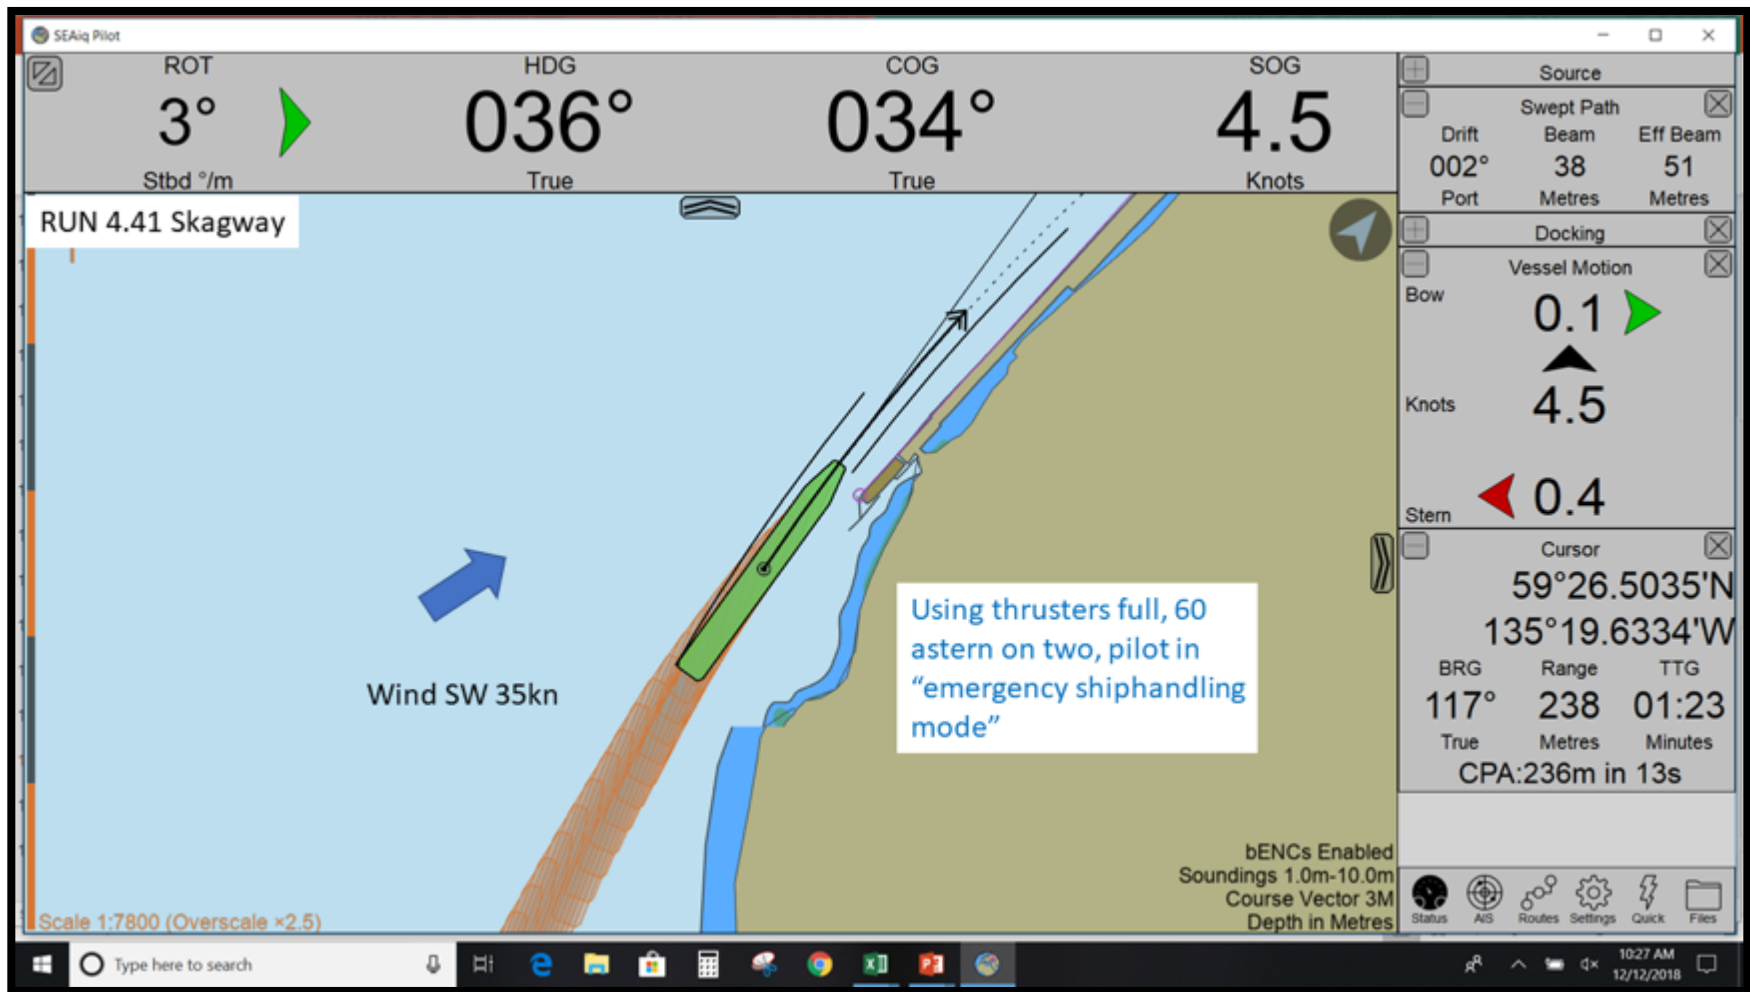 SEAiq Pilot
ROT HDG COG SOG
3° 036° 034° 4.5
Stbd °/m True True Knots
RUN 4.41 Skagway
Wind SW 35kn
Using thrusters full, 60
astern on two, pilot in
“emergency shiphandling
mode”
bENCs Enabled
Soundings 1.0m-10.0m
Course Vector 3M
Depth in Metres
Scale 1:7800 (Overscale ×2.5)
Source
Swept Path
Drift Beam Eff Beam
002° 38 51
Port Metres Metres
Docking
Vessel Motion
Bow
0.1
Knots 4.5
Stern 0.4
Cursor
59°26.5035'N
135°19.6334'W
BRG Range TTG
117° 238 01:23
True Metres Minutes
CPA:236m in 13s
Status AIS Routes Settings Quick Files
Type here to search
10:27 AM
12/12/2018